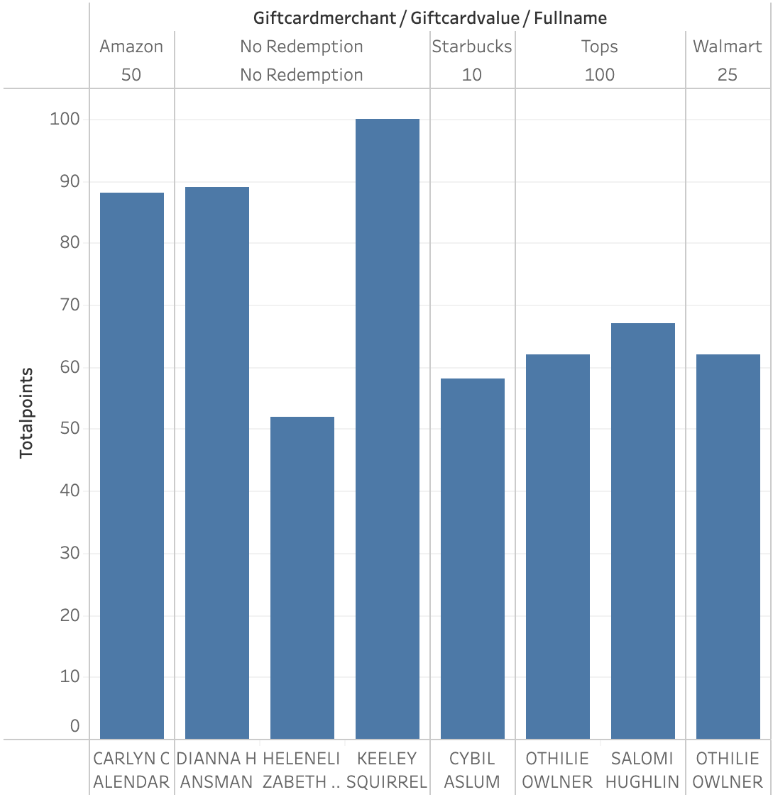 Giftcardmerchant / Giftcardvalue / Fullname
Amazon No Redemption Starbucks Tops Walmart
50 No Redemption 10 100 25
Totalpoints
100
90
80
70
60
50
40
30
20
10
0
CARLYN C DIANNA H HELENELI KEELEY CYBIL OTHILIE SALOMI OTHILIE
ALENDAR ANSMAN ZABETH .. SQUIRREL ASLUM OWLNER HUGHLIN OWLNER